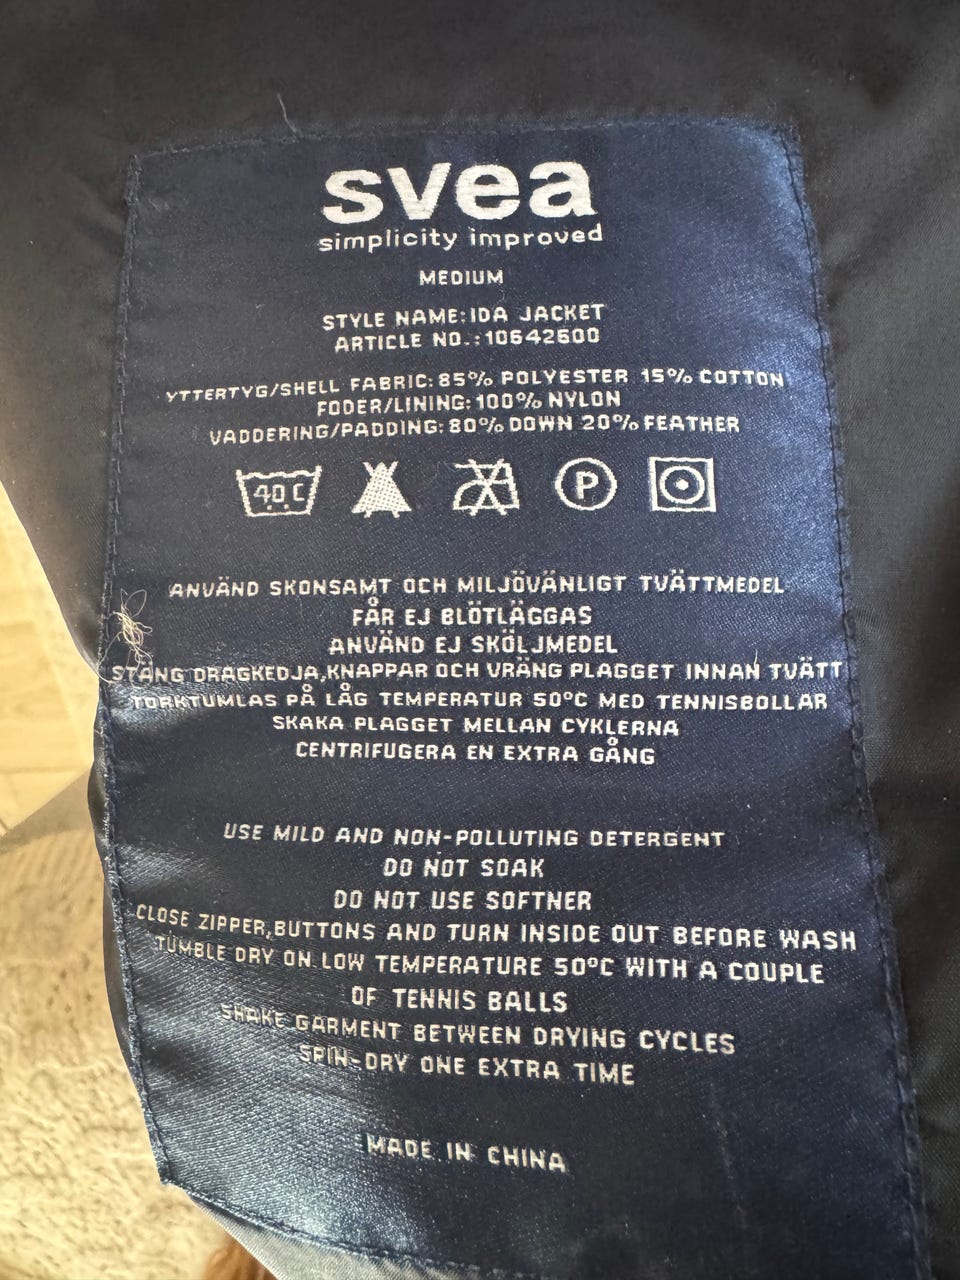 svea
simplicity improved
MEDIUM
STYLE NAME:IDA JACKET
ARTICLE NO.:10642600
YTTERTYG/SHELL FABRIC:85% POLYESTER 15% COTTON
FODER/LINING:100% NYLON
VADDERING/PADDING:80% DOWN 20% FEATHER
40C P
ANVÄND SKONSAMT OCH MILJÖVÄNLIGT TVÄTTMEDEL
FÅR EJ BLÖTLÄGGAS
ANVÄND EJ SKÖLJMEDEL
STÄNG DRAGKEDJA,KNAPPAR OCH VRÄNG PLAGGET INNAN TVÄTT
TORKTUMLAS PÅ LÅG TEMPERATUR 50°C MED TENNISBOLLAR
SKAKA PLAGGET MELLAN CYKLERNA
CENTRIFUGERA EN EXTRA GÅNG
USE MILD AND NON-POLLUTING DETERGENT
DO NOT SOAK
DO NOT USE SOFTNER
CLOSE ZIPPER,BUTTONS AND TURN INSIDE OUT BEFORE WASH
TUMBLE DRY ON LOW TEMPERATURE 50°C WITH A COUPLE
OF TENNIS BALLS
SHAKE GARMENT BETWEEN DRYING CYCLES
SPIN-DRY ONE EXTRA TIME
MADE IN CHINA